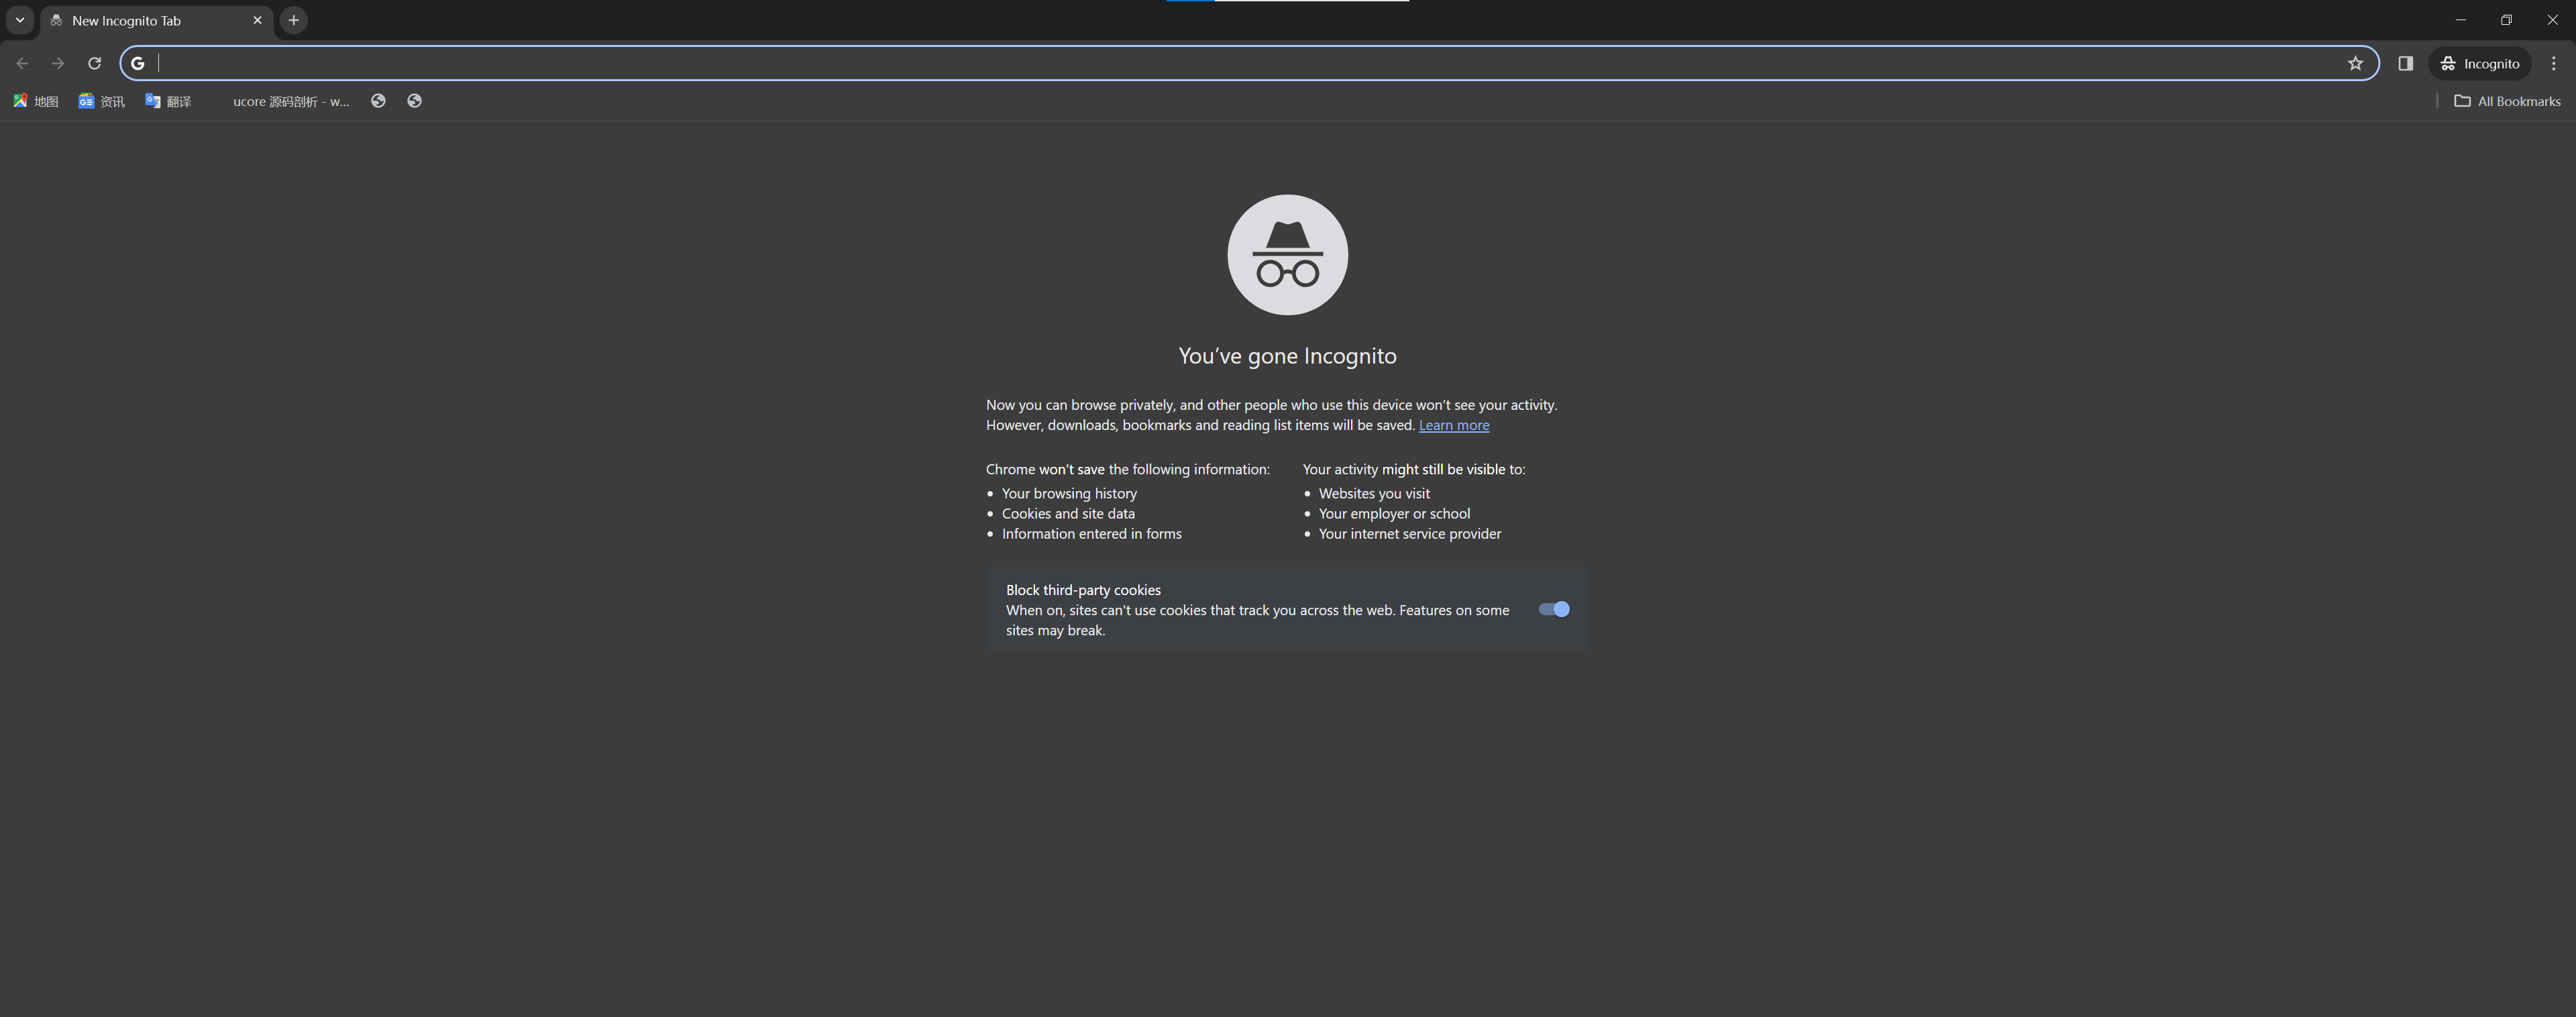 New Incognito Tab
Incognito
地图 资讯 翻译 ucore 源码剖析 - w... All Bookmarks
You've gone Incognito
Now you can browse privately, and other people who use this device won't see your activity.
However, downloads, bookmarks and reading list items will be saved. Learn more
Chrome won't save the following information:
Your browsing history
Cookies and site data
Information entered in forms
Your activity might still be visible to:
Websites you visit
Your employer or school
Your internet service provider
Block third-party cookies
When on, sites can't use cookies that track you across the web. Features on some
sites may break.